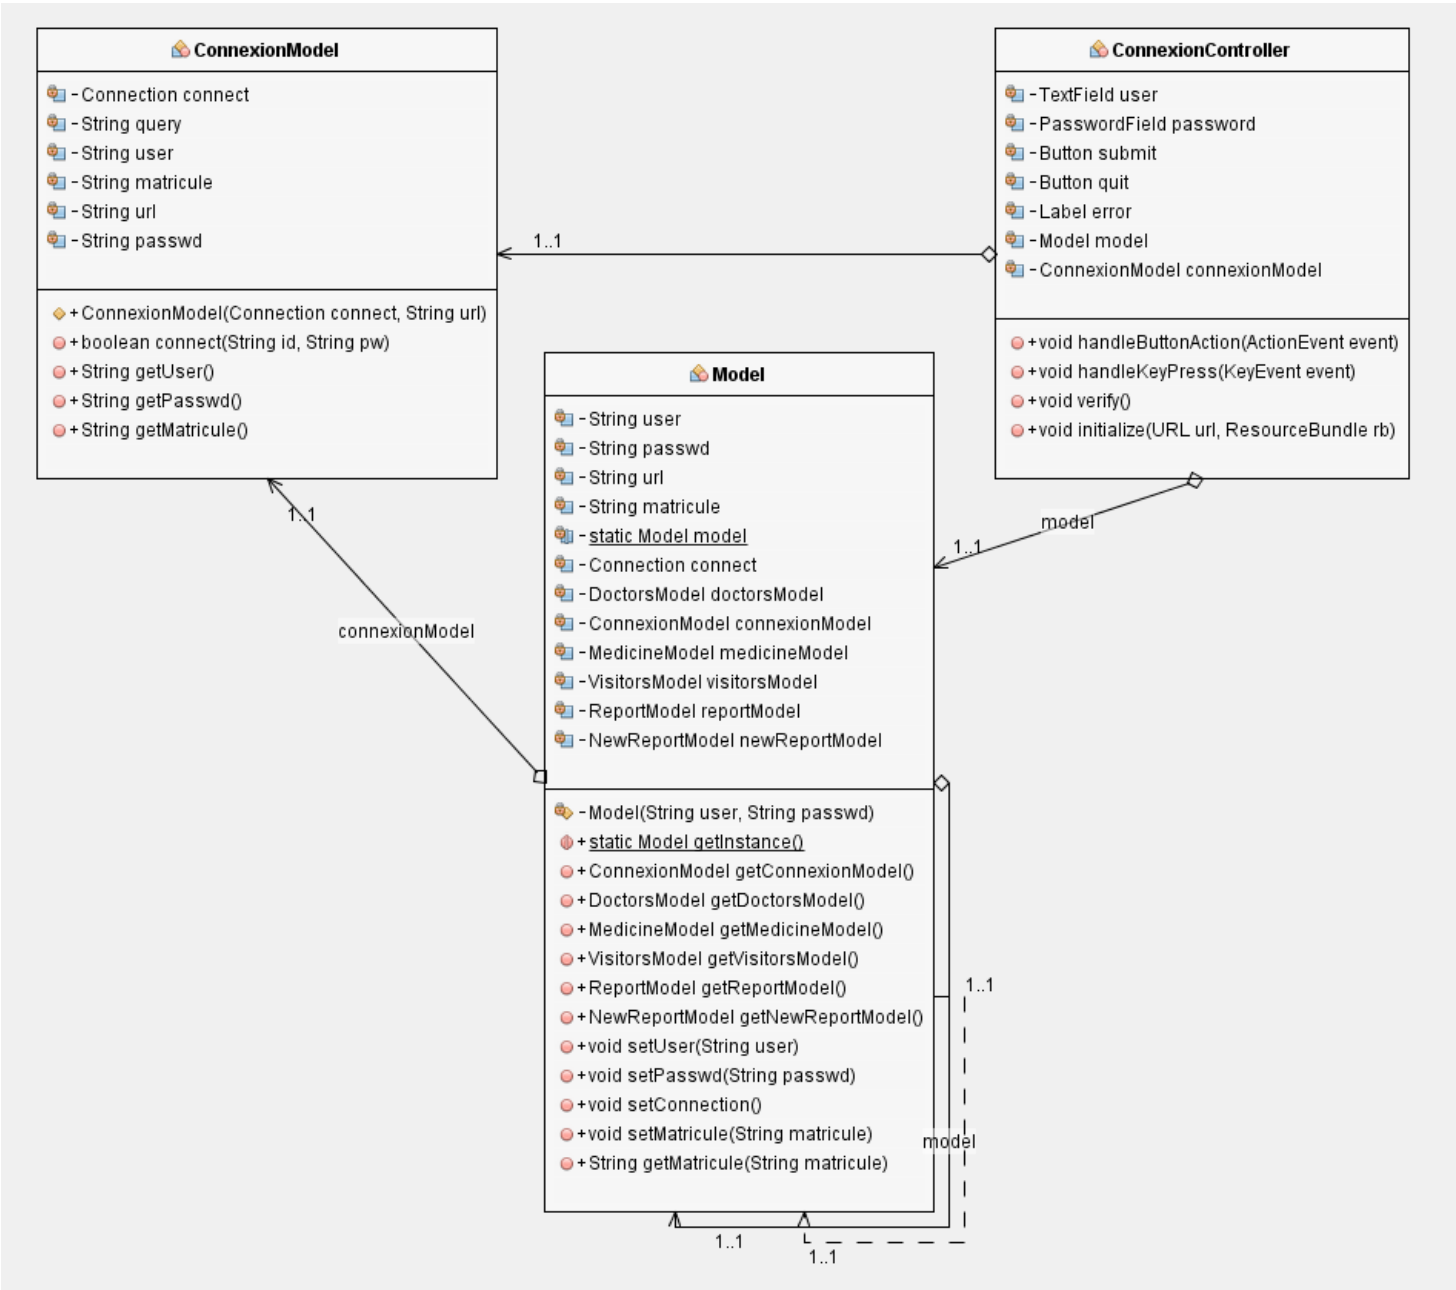 ConnexionModel
-Connection connect
-String query
-String user
-String matricule
-String url
-String passwd
+ConnexionModel(Connection connect, String url)
+boolean connect(String id, String pw)
+String getUser()
+String getPasswd()
+String getMatricule()
ConnexionController
-TextField user
-PasswordField password
-Button submit
-Button quit
-Label error
-Model model
-ConnexionModel connexionModel
+void handleButtonAction(ActionEvent event)
+void handleKeyPress(KeyEvent event)
+void verify()
+void initialize(URL url, ResourceBundle rb)
1..1
1..1
connexionModel
model
1..1
Model
-String user
-String passwd
-String url
-String matricule
-static Model model
-Connection connect
-DoctorsModel doctorsModel
-ConnexionModel connexionModel
-MedicineModel medicineModel
-VisitorsModel visitorsModel
-ReportModel reportModel
-NewReportModel newReportModel
-Model(String user, String passwd)
+static Model getInstance()
+ConnexionModel getConnexionModel()
+DoctorsModel getDoctorsModel()
+MedicineModel getMedicineModel()
+VisitorsModel getVisitorsModel()
+ReportModel getReportModel()
+NewReportModel getNewReportModel()
+void setUser(String user)
+void setPasswd(String passwd)
+void setConnection()
+void setMatricule(String matricule)
+String getMatricule(String matricule)
1..1
model
1..1
1..1